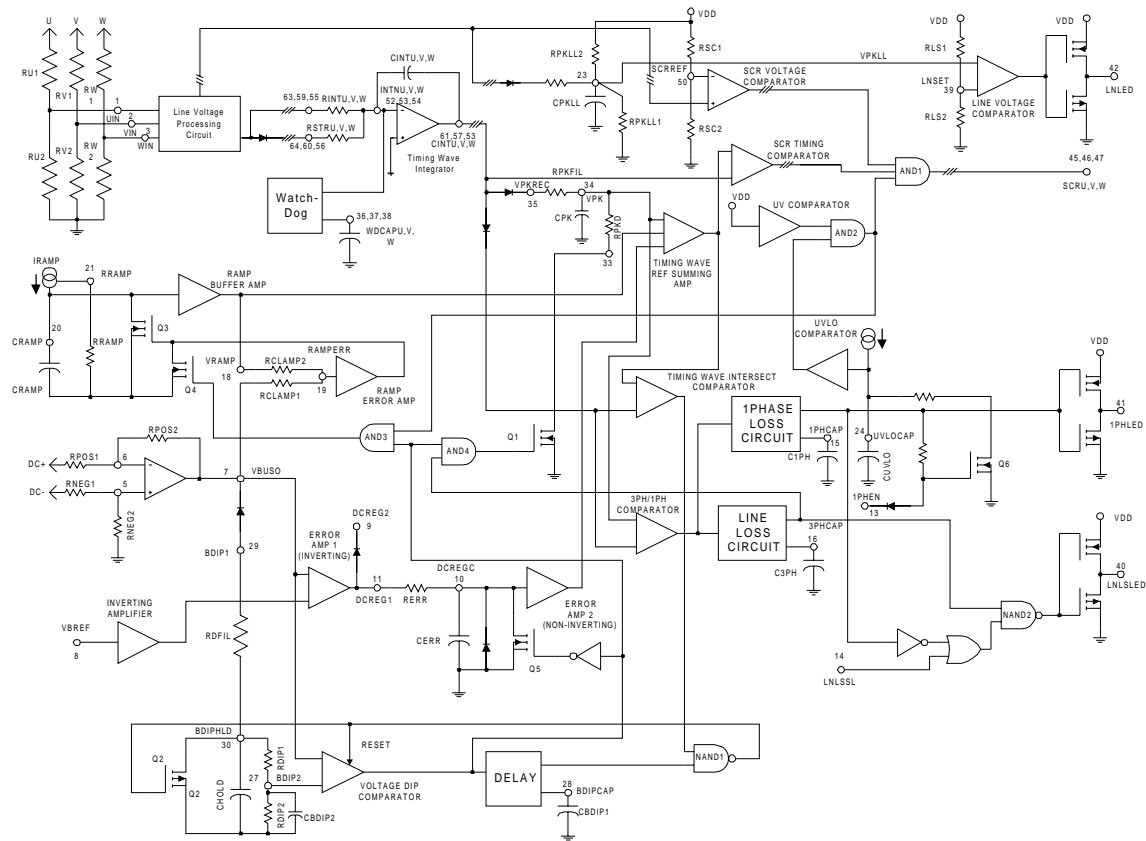 U V W
VDD
VDD
VDD
RU1
RV1
RW
1
1
UIN
2
VIN
3
WIN
RU2
RV2
RW
2
Line Voltage
Processing
Circuit
63,59,55
RINTU,V,W
RSTRU,V,W
64,60,56
CINTU,V,W
INTNU,V,W
52,53,54
61,57,53
CINTU,V,W
Timing Wave
Integrator
RPKLL2
23
CPKLL
RPKLL1
RSC1
SCRREF
50
RSC2
SCR VOLTAGE
COMPARATOR
VPKLL
RLS1
LNSET
39
RLS2
LINE VOLTAGE
COMPARATOR
42
LNLED
Watch-
Dog
36,37,38
WDCAPU,V,
W
RPKFIL
VPKREC
35
34
VPK
CPK
RPKD
33
SCR TIMING
COMPARATOR
AND1
45,46,47
SCRU,V,W
VDD
UV COMPARATOR
AND2
TIMING WAVE
REF SUMMING
AMP
IRAMP
21
RRAMP
RAMP
BUFFER AMP
20
CRAMP
CRAMP
RRAMP
Q3
Q4
VRAMP
18
RCLAMP2
RCLAMP1
19
RAMPERR
RAMP
ERROR AMP
UVLO
COMPARATOR
VDD
TIMING WAVE INTERSECT
COMPARATOR
1PHASE
LOSS
CIRCUIT
1PHCAP
15
C1PH
24
UVLOCAP
CUVLO
41
1PHLED
Q6
1PHEN
13
AND3
AND4
Q1
RPOS2
DC+
RPOS1
6
DC-
RNEG1
5
RNEG2
7
VBUSO
3PH/1PH
COMPARATOR
LINE
LOSS
CIRCUIT
3PHCAP
16
C3PH
VDD
40
LNLSLED
BDIP1
29
ERROR
AMP 1
(INVERTING)
DCREG2
9
DCREGC
11
DCREG1
RERR
10
CERR
ERROR
AMP 2
(NON-INVERTING)
Q5
INVERTING
AMPLIFIER
VBREF
8
RDFIL
NAND2
14
LNLSSL
BDIPHLD
30
Q2
Q2
CHOLD
RDIP1
27
BDIP2
RDIP2
CBDIP2
RESET
VOLTAGE DIP
COMPARATOR
DELAY
28
BDIPCAP
CBDIP1
NAND1